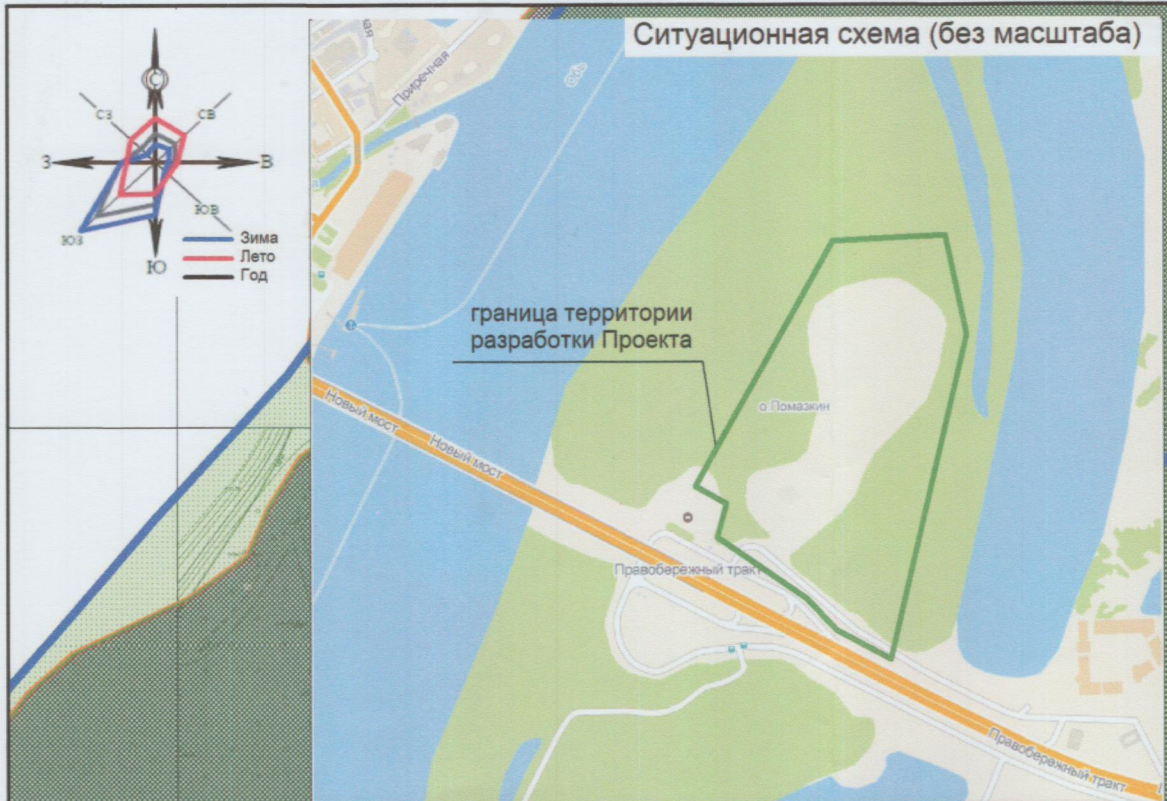 Ситуационная схема (без масштаба)
С
СЗ
СВ
З
В
ЮЗ
ЮВ
Ю
Зима
Лето
Год
Приречная
Обь
граница территории
разработки Проекта
о.Помазкин
Новый мост
Новый мост
Правобережный тракт
Правобережный тракт